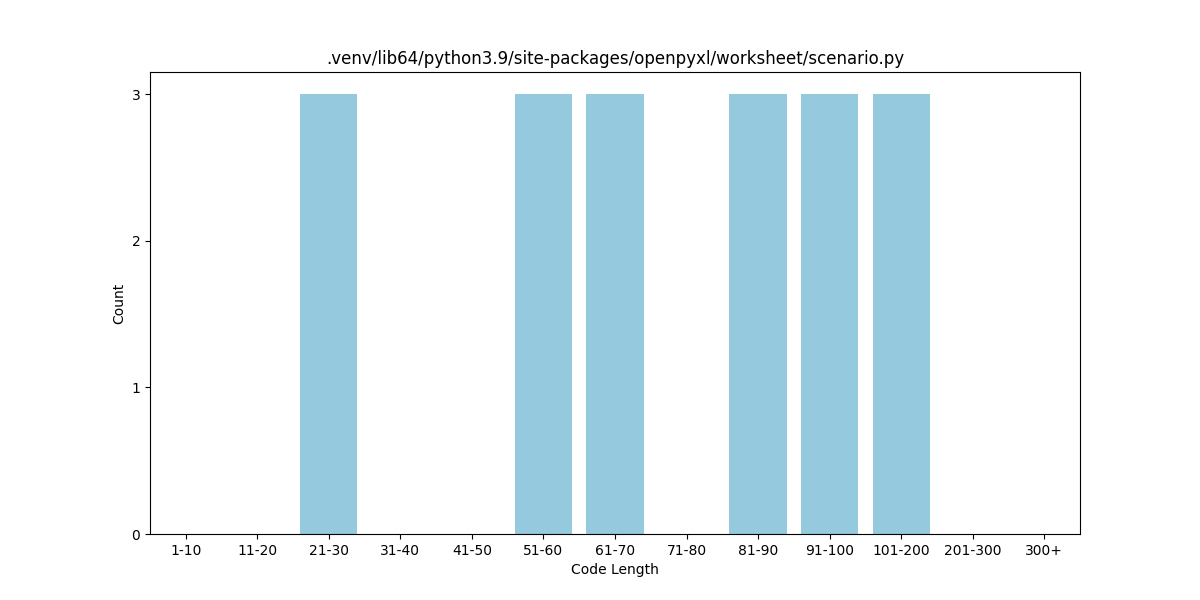 .venv/lib64/python3.9/site-packages/openpyxl/worksheet/scenario.py
3
2
1
0
Count
1-10 11-20 21-30 31-40 41-50 51-60 61-70 71-80 81-90 91-100 101-200 201-300 300+
Code Length